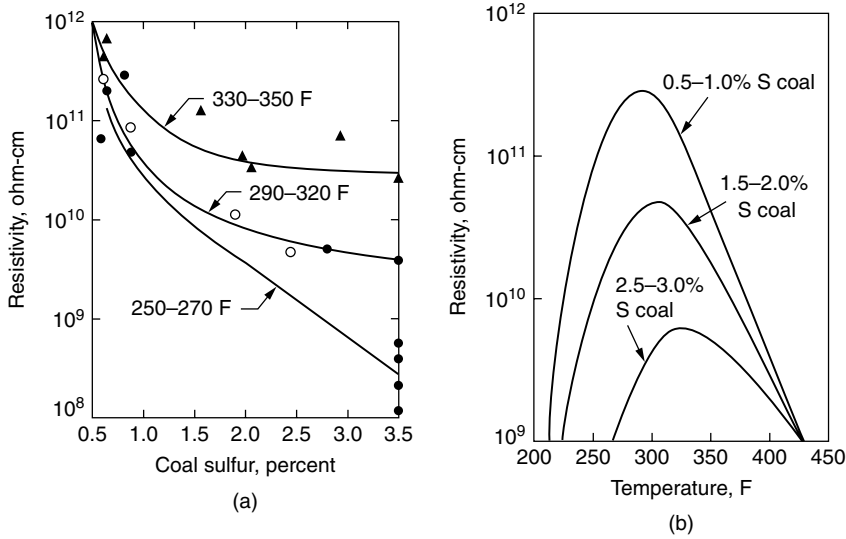 10^12
10^11
10^10
10^9
10^8
Resistivity, ohm-cm
330–350 F
290–320 F
250–270 F
0.5 1.0 1.5 2.0 2.5 3.0 3.5
Coal sulfur, percent
(a)
10^12
10^11
10^10
10^9
Resistivity, ohm-cm
0.5–1.0% S coal
1.5–2.0%
S coal
2.5–3.0%
S coal
200 250 300 350 400 450
Temperature, F
(b)